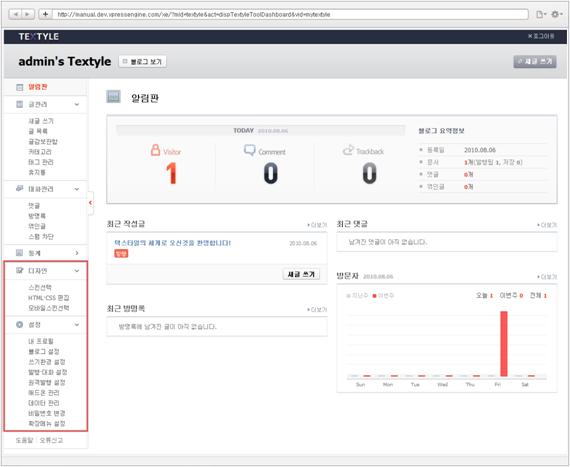 http://manual.dev.xpressengine.com/xe/?mid=textyle&act=dispTextyleToolDashboard&vid=mytextyle
TEXTYLE
로그아웃
admin's Textyle
블로그 보기
새글 쓰기
알림판
글관리
새글 쓰기
글 목록
글감보관함
카테고리
태그 관리
휴지통
대화관리
댓글
방명록
엮인글
스팸 차단
통계
디자인
스킨선택
HTML·CSS 편집
모바일스킨선택
설정
내 프로필
블로그 설정
쓰기환경 설정
발행·대화 설정
원격발행 설정
애드온 관리
데이터 관리
비밀번호 변경
확장메뉴 설정
도움말 오류신고
알림판
TODAY 2010.08.06
Visitor
1
Comment
0
Trackback
0
블로그 요약정보
등록일 2010.08.06
문서 1개(발행됨 1, 저장 0)
댓글 0개
엮인글 0개
최근 작성글
더보기
텍스타일의 세계로 오신것을 환영합니다!
2010.08.06
발행
새글 쓰기
최근 방명록
더보기
방명록에 남겨진 글이 아직 없습니다.
최근 댓글
더보기
남겨진 댓글이 아직 없습니다.
방문자 2010.08.06
더보기
지난주 이번주
오늘 1 이번주 0 전체 1
Sun Mon Tue Wed Thu Fri Sat